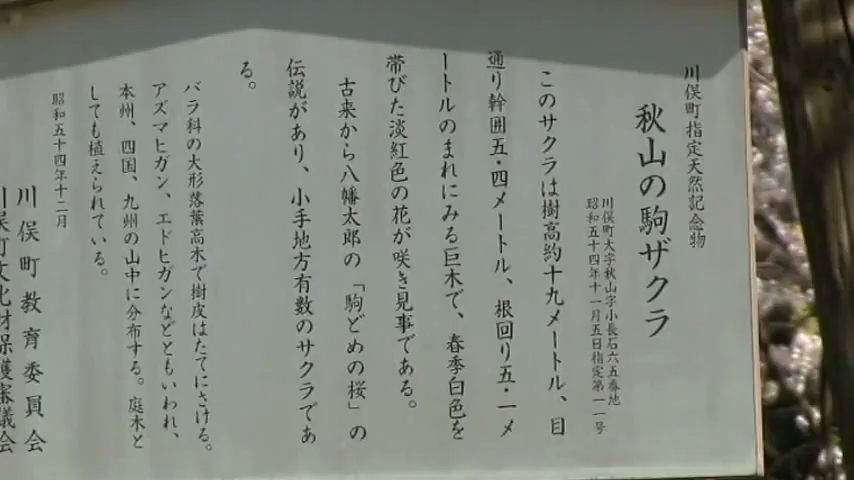 川俣町指定天然記念物
秋山の駒ザクラ
川俣町大字秋山字小長石六五番地
昭和五十四年十一月五日指定第一一号
このサクラは樹高約十九メートル、目
通り幹囲五・四メートル、根回り五・一メ
ートルのまれにみる巨木で、春季白色を
帯びた淡紅色の花が咲き見事である。
古来から八幡太郎の「駒どめの桜」の
伝説があり、小手地方有数のサクラであ
る。
バラ科の大形落葉高木で樹皮はたてにさける。
アズマヒガン、エドヒガンなどともいわれ、
本州、四国、九州の山中に分布する。庭木と
しても植えられている。
昭和五十四年十二月
川俣町教育委員会
川俣町文化財保護審議会